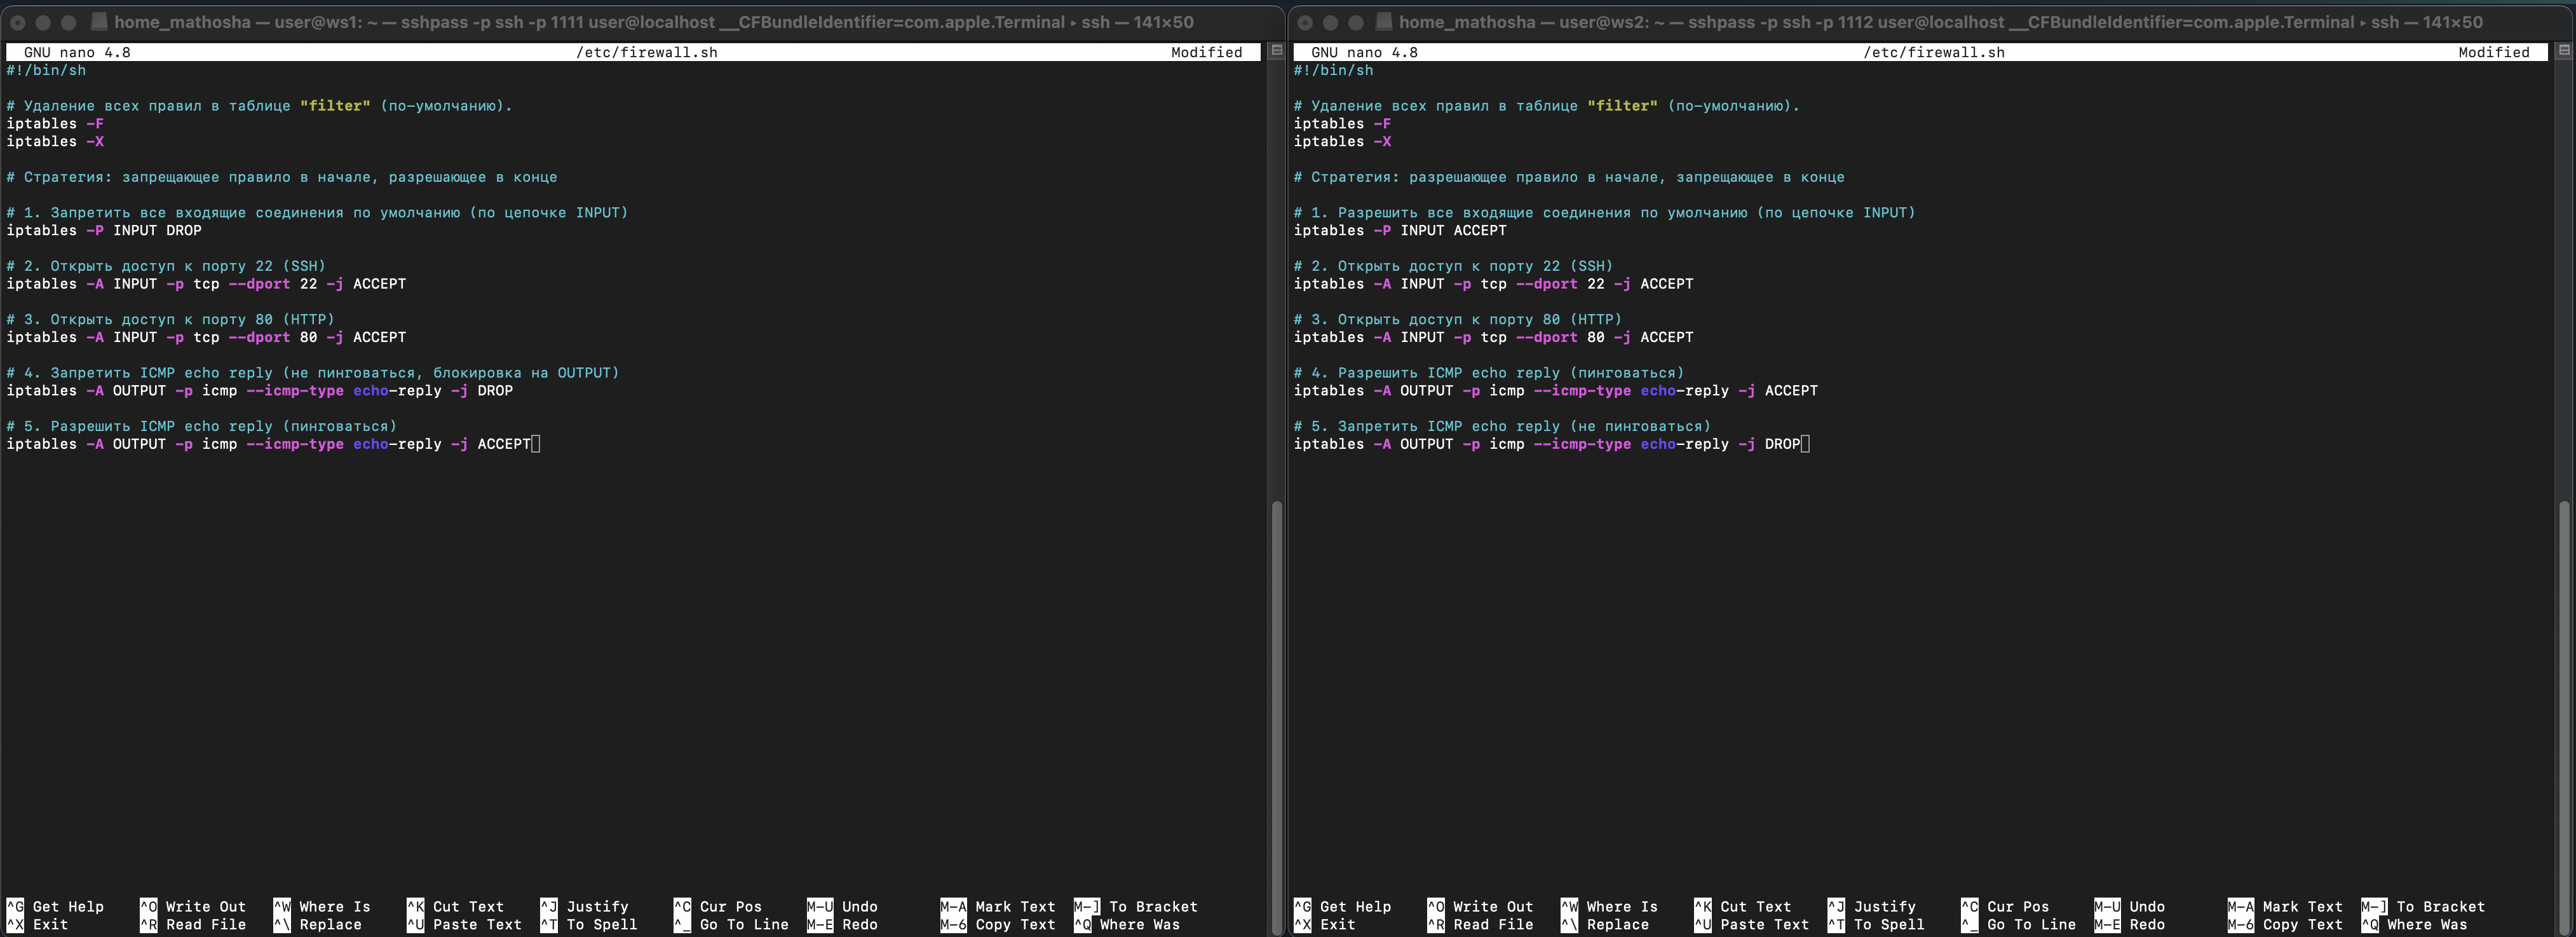 home_mathosha — user@ws1: ~ — sshpass -p ssh -p 1111 user@localhost __CFBundleIdentifier=com.apple.Terminal ▸ ssh — 141×50
GNU nano 4.8 /etc/firewall.sh Modified
#!/bin/sh
# Удаление всех правил в таблице "filter" (по-умолчанию).
iptables -F
iptables -X
# Стратегия: запрещающее правило в начале, разрешающее в конце
# 1. Запретить все входящие соединения по умолчанию (по цепочке INPUT)
iptables -P INPUT DROP
# 2. Открыть доступ к порту 22 (SSH)
iptables -A INPUT -p tcp --dport 22 -j ACCEPT
# 3. Открыть доступ к порту 80 (HTTP)
iptables -A INPUT -p tcp --dport 80 -j ACCEPT
# 4. Запретить ICMP echo reply (не пинговаться, блокировка на OUTPUT)
iptables -A OUTPUT -p icmp --icmp-type echo-reply -j DROP
# 5. Разрешить ICMP echo reply (пинговаться)
iptables -A OUTPUT -p icmp --icmp-type echo-reply -j ACCEPT
^G Get Help ^O Write Out ^W Where Is ^K Cut Text ^J Justify ^C Cur Pos M-U Undo M-A Mark Text M-] To Bracket
^X Exit ^R Read File ^\ Replace ^U Paste Text ^T To Spell ^_ Go To Line M-E Redo M-6 Copy Text ^Q Where Was
home_mathosha — user@ws2: ~ — sshpass -p ssh -p 1112 user@localhost __CFBundleIdentifier=com.apple.Terminal ▸ ssh — 141×50
GNU nano 4.8 /etc/firewall.sh Modified
#!/bin/sh
# Удаление всех правил в таблице "filter" (по-умолчанию).
iptables -F
iptables -X
# Стратегия: разрешающее правило в начале, запрещающее в конце
# 1. Разрешить все входящие соединения по умолчанию (по цепочке INPUT)
iptables -P INPUT ACCEPT
# 2. Открыть доступ к порту 22 (SSH)
iptables -A INPUT -p tcp --dport 22 -j ACCEPT
# 3. Открыть доступ к порту 80 (HTTP)
iptables -A INPUT -p tcp --dport 80 -j ACCEPT
# 4. Разрешить ICMP echo reply (пинговаться)
iptables -A OUTPUT -p icmp --icmp-type echo-reply -j ACCEPT
# 5. Запретить ICMP echo reply (не пинговаться)
iptables -A OUTPUT -p icmp --icmp-type echo-reply -j DROP
^G Get Help ^O Write Out ^W Where Is ^K Cut Text ^J Justify ^C Cur Pos M-U Undo M-A Mark Text M-] To Bracket
^X Exit ^R Read File ^\ Replace ^U Paste Text ^T To Spell ^_ Go To Line M-E Redo M-6 Copy Text ^Q Where Was